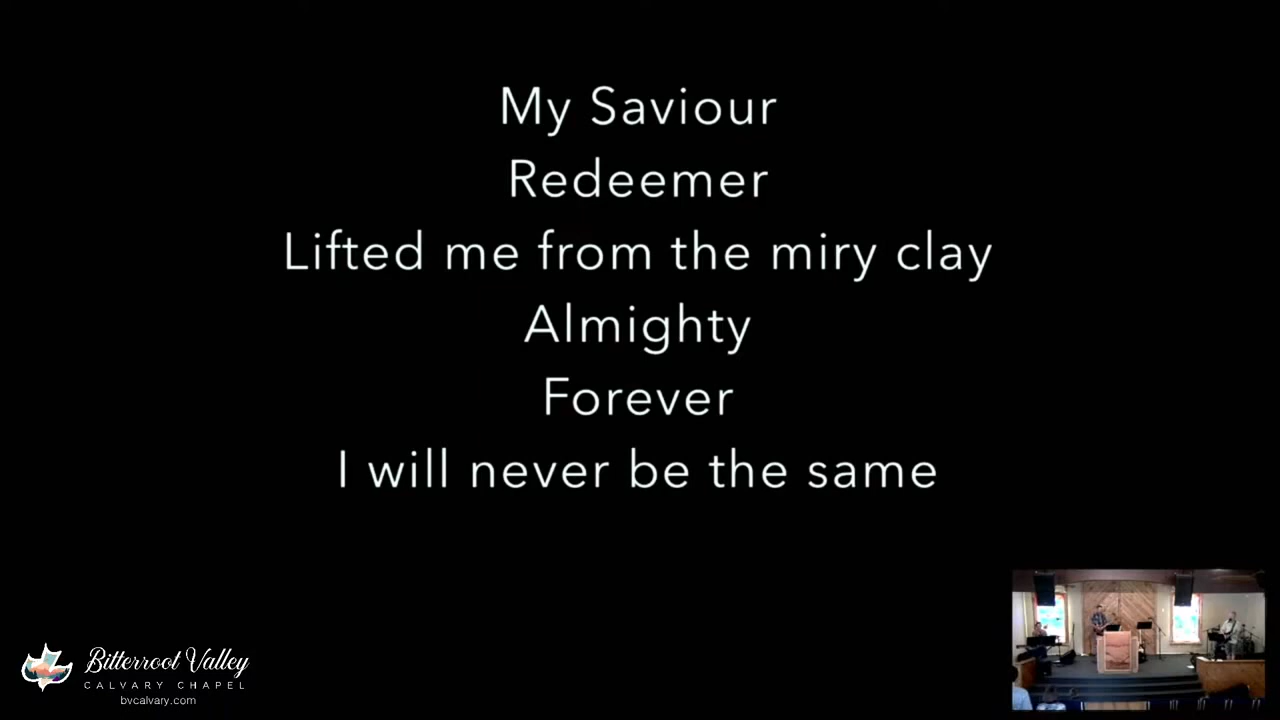 My Saviour
Redeemer
Lifted me from the miry clay
Almighty
Forever
I will never be the same
Bitterroot Valley
CALVARY CHAPEL
bvcalvary.com